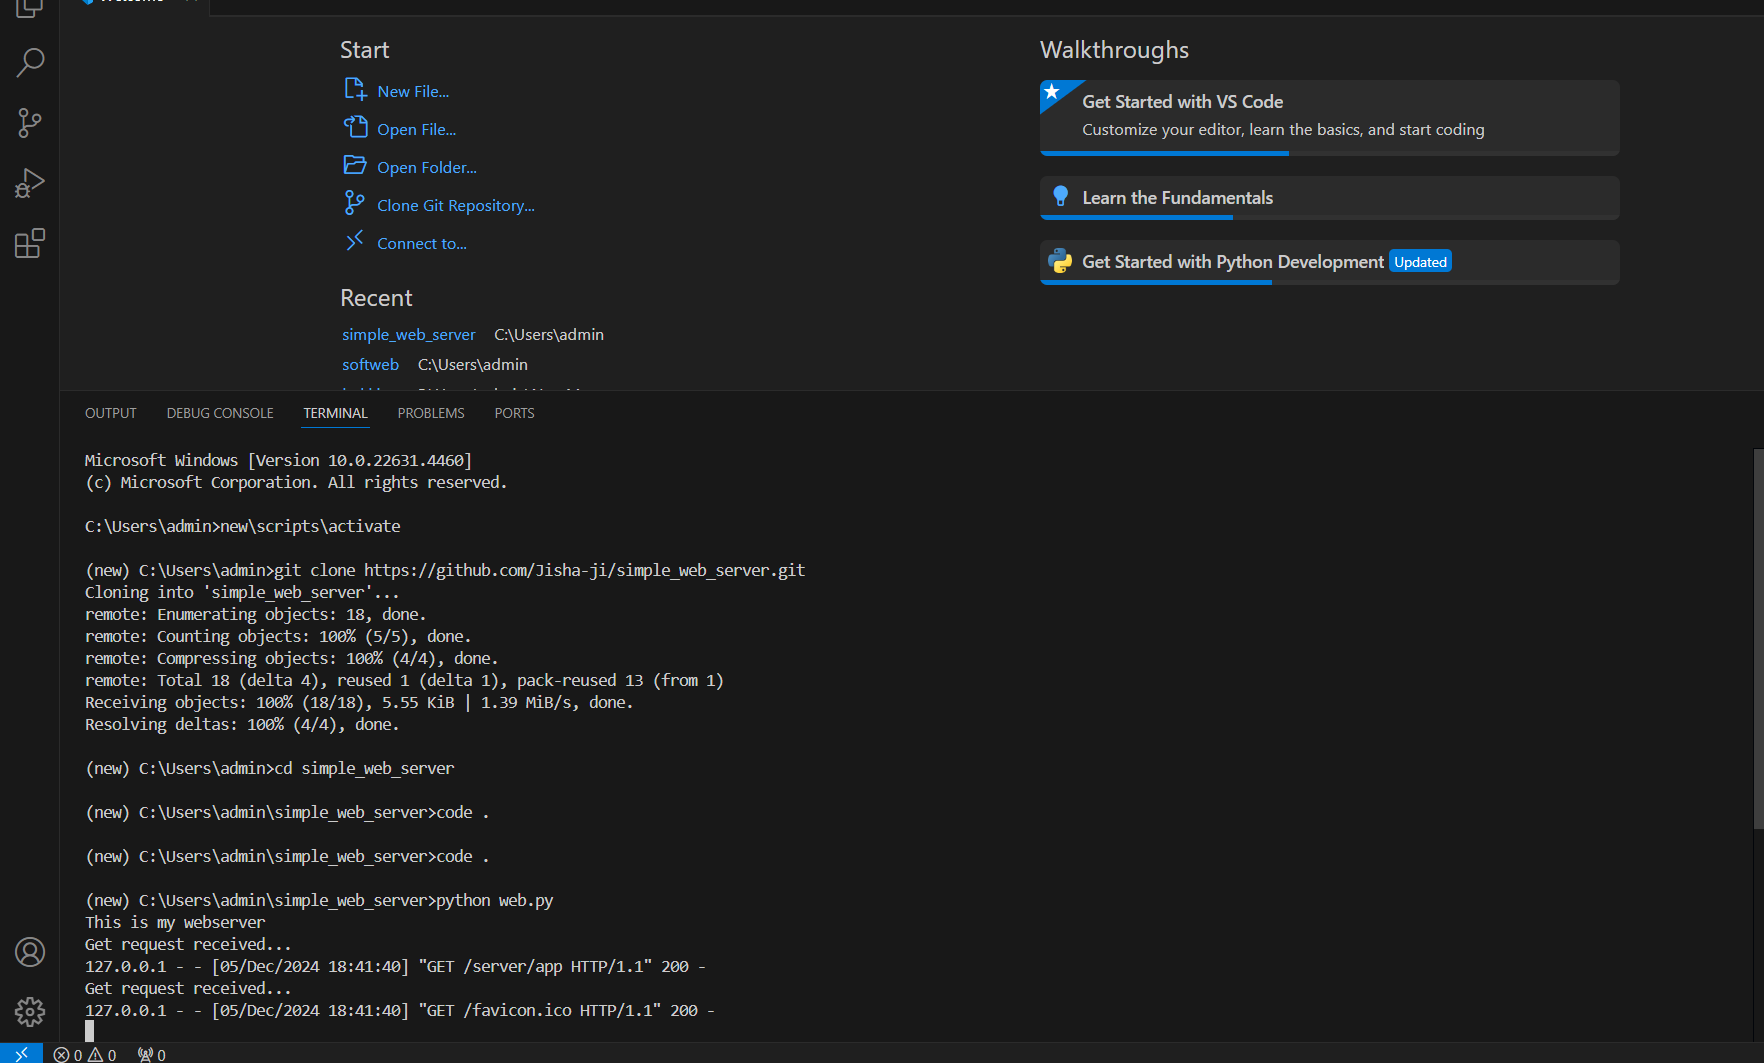 Start
New File...
Open File...
Open Folder...
Clone Git Repository...
Connect to...
Recent
simple_web_server C:\Users\admin
softweb C:\Users\admin
Walkthroughs
Get Started with VS Code
Customize your editor, learn the basics, and start coding
Learn the Fundamentals
Get Started with Python Development Updated
OUTPUT DEBUG CONSOLE TERMINAL PROBLEMS PORTS
Microsoft Windows [Version 10.0.22631.4460]
(c) Microsoft Corporation. All rights reserved.
C:\Users\admin>new\scripts\activate
(new) C:\Users\admin>git clone https://github.com/Jisha-ji/simple_web_server.git
Cloning into 'simple_web_server'...
remote: Enumerating objects: 18, done.
remote: Counting objects: 100% (5/5), done.
remote: Compressing objects: 100% (4/4), done.
remote: Total 18 (delta 4), reused 1 (delta 1), pack-reused 13 (from 1)
Receiving objects: 100% (18/18), 5.55 KiB | 1.39 MiB/s, done.
Resolving deltas: 100% (4/4), done.
(new) C:\Users\admin>cd simple_web_server
(new) C:\Users\admin\simple_web_server>code .
(new) C:\Users\admin\simple_web_server>code .
(new) C:\Users\admin\simple_web_server>python web.py
This is my webserver
Get request received...
127.0.0.1 - - [05/Dec/2024 18:41:40] "GET /server/app HTTP/1.1" 200 -
Get request received...
127.0.0.1 - - [05/Dec/2024 18:41:40] "GET /favicon.ico HTTP/1.1" 200 -
0 0 0